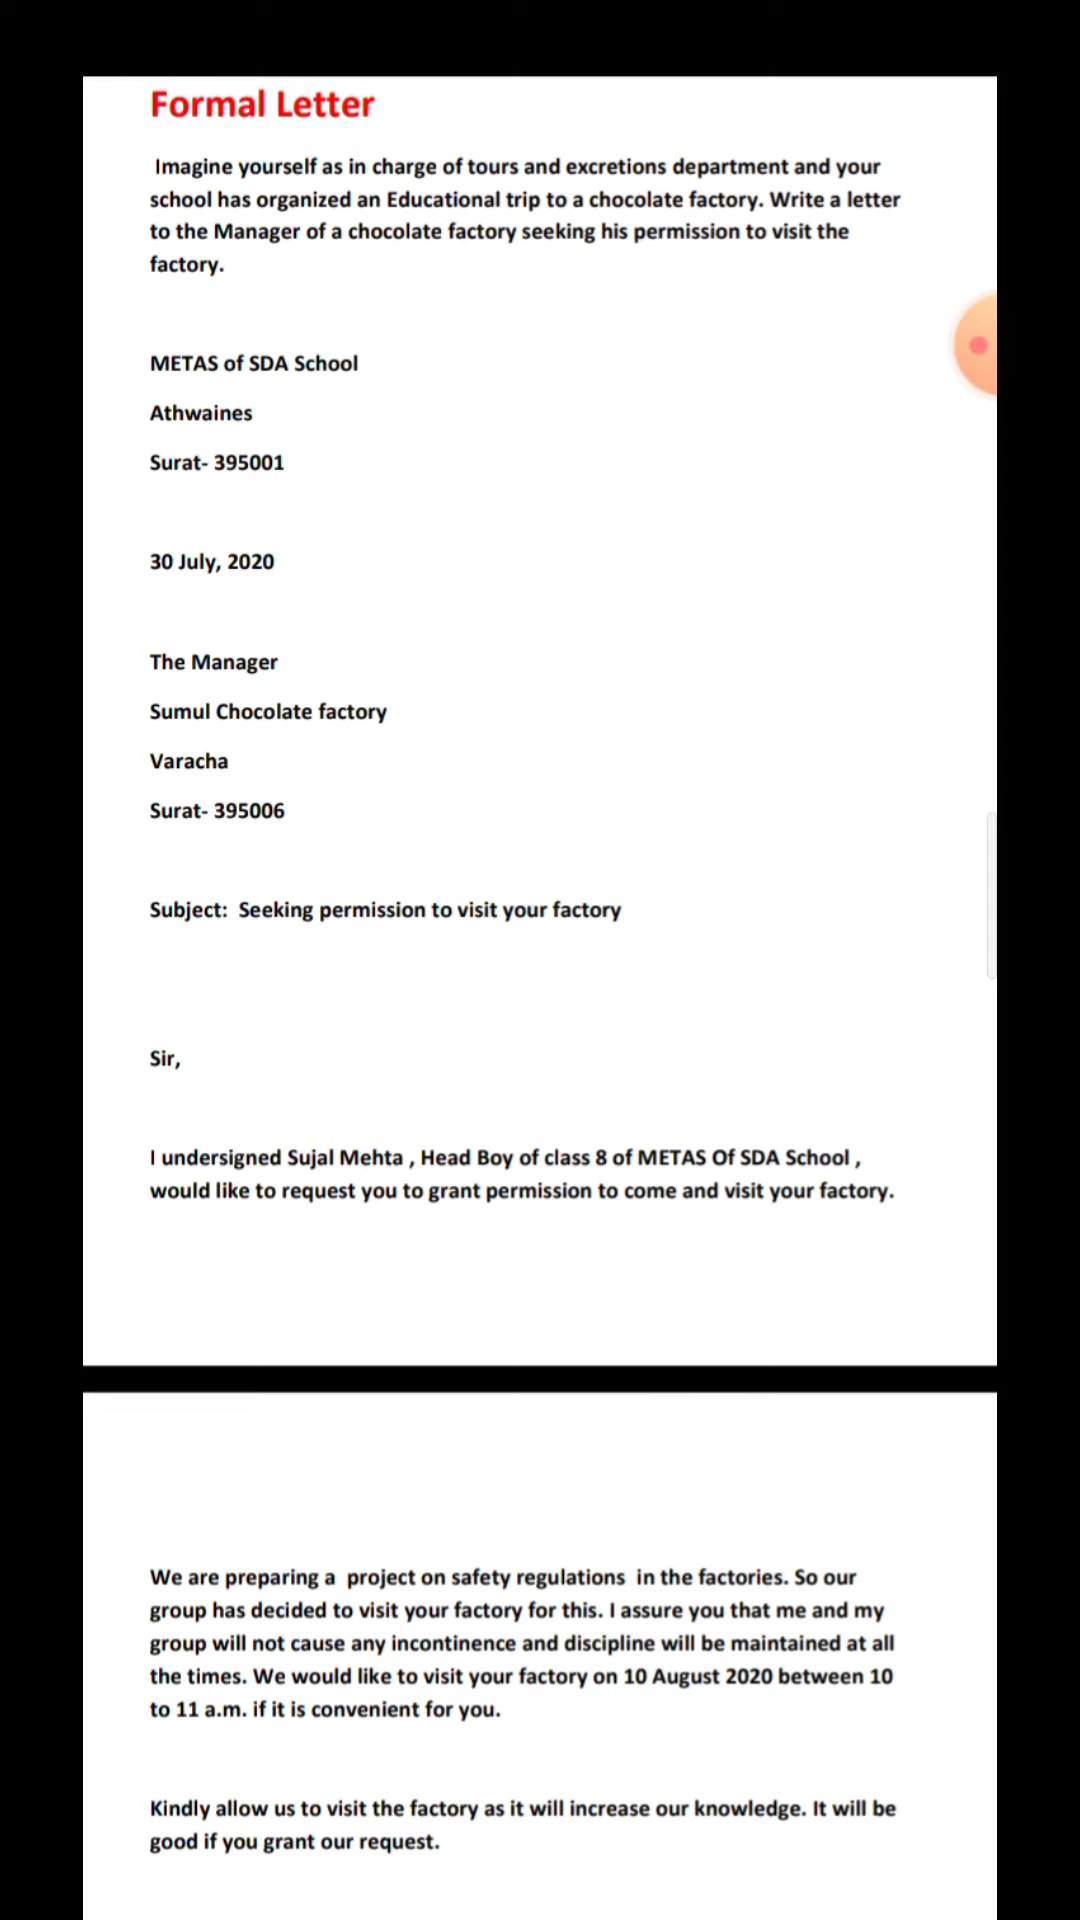 Formal Letter
Imagine yourself as in charge of tours and excretions department and your
school has organized an Educational trip to a chocolate factory. Write a letter
to the Manager of a chocolate factory seeking his permission to visit the
factory.
METAS of SDA School
Athwaines
Surat- 395001
30 July, 2020
The Manager
Sumul Chocolate factory
Varacha
Surat- 395006
Subject:  Seeking permission to visit your factory
Sir,
I undersigned Sujal Mehta , Head Boy of class 8 of METAS Of SDA School ,
would like to request you to grant permission to come and visit your factory.
We are preparing a  project on safety regulations  in the factories. So our
group has decided to visit your factory for this. I assure you that me and my
group will not cause any incontinence and discipline will be maintained at all
the times. We would like to visit your factory on 10 August 2020 between 10
to 11 a.m. if it is convenient for you.
Kindly allow us to visit the factory as it will increase our knowledge. It will be
good if you grant our request.